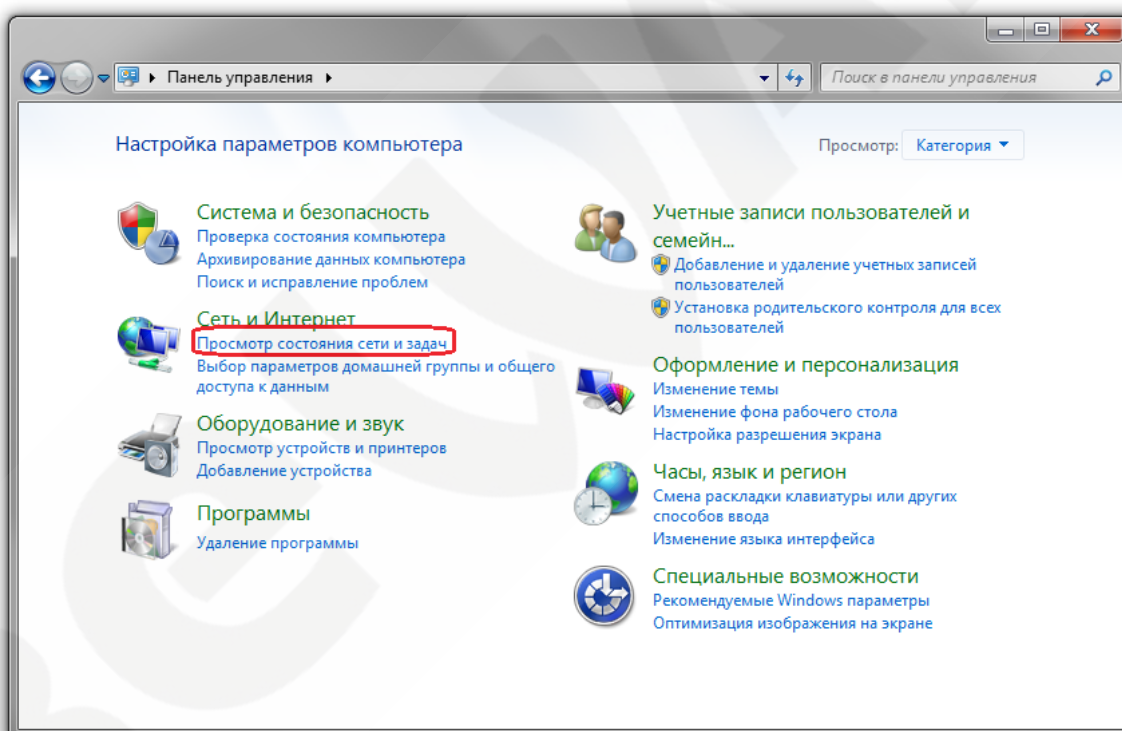 Панель управления
Поиск в панели управления
Настройка параметров компьютера
Просмотр: Категория
Система и безопасность
Проверка состояния компьютера
Архивирование данных компьютера
Поиск и исправление проблем
Сеть и Интернет
Просмотр состояния сети и задач
Выбор параметров домашней группы и общего
доступа к данным
Оборудование и звук
Просмотр устройств и принтеров
Добавление устройства
Программы
Удаление программы
Учетные записи пользователей и
семейн...
Добавление и удаление учетных записей
пользователей
Установка родительского контроля для всех
пользователей
Оформление и персонализация
Изменение темы
Изменение фона рабочего стола
Настройка разрешения экрана
Часы, язык и регион
Смена раскладки клавиатуры или других
способов ввода
Изменение языка интерфейса
Специальные возможности
Рекомендуемые Windows параметры
Оптимизация изображения на экране